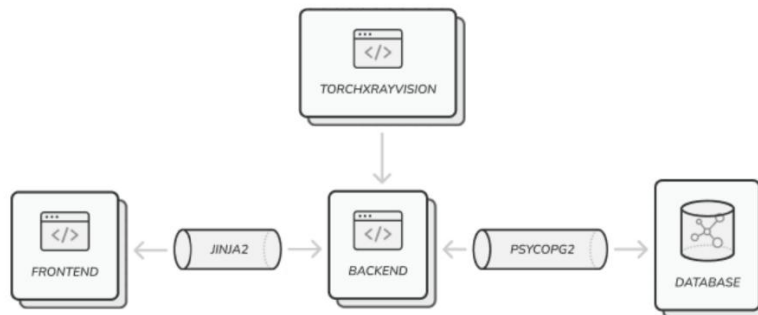 </>
TORCHXRAYVISION
</>
FRONTEND
JINJA2
</>
BACKEND
PSYCOPG2
DATABASE